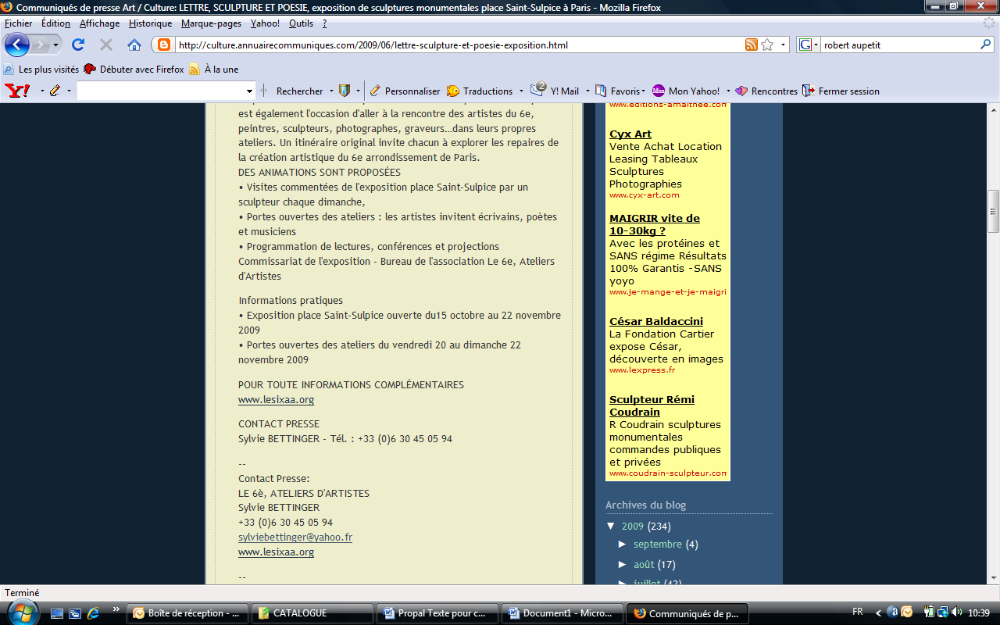 Communiqués de presse Art / Culture: LETTRE, SCULPTURE ET POESIE, exposition de sculptures monumentales place Saint-Sulpice à Paris - Mozilla Firefox
Fichier Édition Affichage Historique Marque-pages Yahoo! Outils ?
http://culture.annuairecommuniques.com/2009/06/lettre-sculpture-et-poesie-exposition.html
G robert aupetit
Les plus visités Débuter avec Firefox À la une
Y! Rechercher Personnaliser Traductions 2 Y! Mail Favoris Mon Mon Yahoo! Rencontres Fermer session
est également l'occasion d'aller à la rencontre des artistes du 6e,
peintres, sculpteurs, photographes, graveurs...dans leurs propres
ateliers. Un itinéraire original invite chacun à explorer les repaires de
la création artistique du 6e arrondissement de Paris.
DES ANIMATIONS SONT PROPOSÉES
• Visites commentées de l'exposition place Saint-Sulpice par un
sculpteur chaque dimanche,
• Portes ouvertes des ateliers : les artistes invitent écrivains, poètes
et musiciens
• Programmation de lectures, conférences et projections
Commissariat de l'exposition - Bureau de l'association Le 6e, Ateliers
d'Artistes
Informations pratiques
• Exposition place Saint-Sulpice ouverte du15 octobre au 22 novembre
2009
• Portes ouvertes des ateliers du vendredi 20 au dimanche 22
novembre 2009
POUR TOUTE INFORMATIONS COMPLÉMENTAIRES
www.lesixaa.org
CONTACT PRESSE
Sylvie BETTINGER - Tél. : +33 (0)6 30 45 05 94
--
Contact Presse:
LE 6è, ATELIERS D'ARTISTES
Sylvie BETTINGER
+33 (0)6 30 45 05 94
sylviebettinger@yahoo.fr
www.lesixaa.org
--
www.editions-amalthee.com
Cyx Art
Vente Achat Location
Leasing Tableaux
Sculptures
Photographies
www.cyx-art.com
MAIGRIR vite de
10-30kg ?
Avec les protéines et
SANS régime Résultats
100% Garantis -SANS
yoyo
www.je-mange-et-je-maigri
César Baldaccini
La Fondation Cartier
expose César,
découverte en images
www.lexpress.fr
Sculpteur Rémi
Coudrain
R Coudrain sculptures
monumentales
commandes publiques
et privées
www.coudrain-sculpteur.com
Archives du blog
▼ 2009 (234)
► septembre (4)
► août (17)
► juillet (43)
Terminé
Boîte de réception - ... CATALOGUE Propal Texte pour c... Document1 - Micro... Communiqués de p... FR 10:39